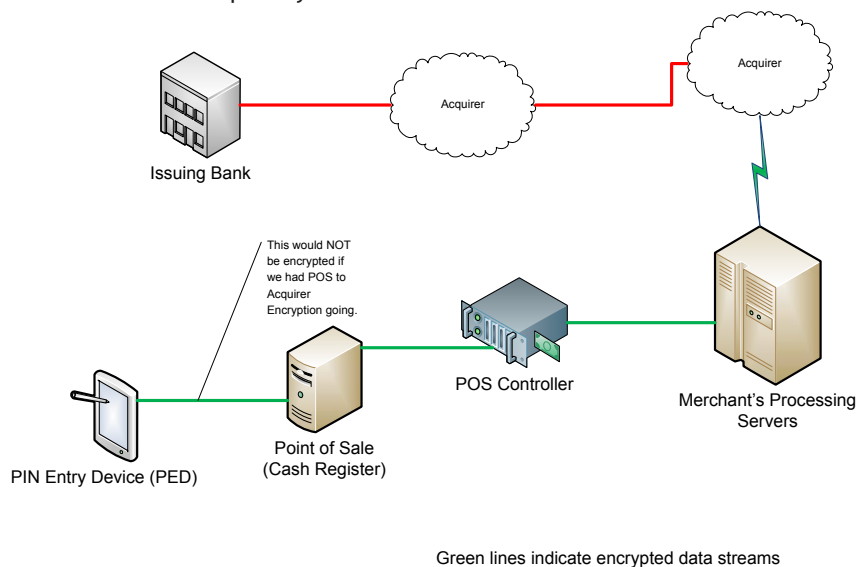 Acquirer
Acquirer
Issuing Bank
This would NOT
be encrypted if
we had POS to
Acquirer
Encryption going.
POS Controller
Merchant's Processing
Servers
Point of Sale
(Cash Register)
PIN Entry Device (PED)
Green lines indicate encrypted data streams